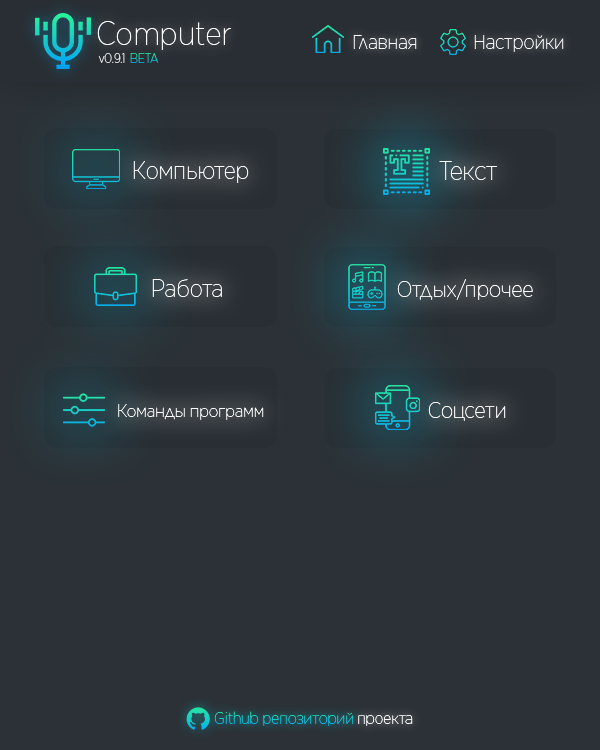 Computer
v0.9.1 BETA
Главная
Настройки
Компьютер
Текст
Работа
Отдых/прочее
Команды программ
Соцсети
Github репозиторий проекта